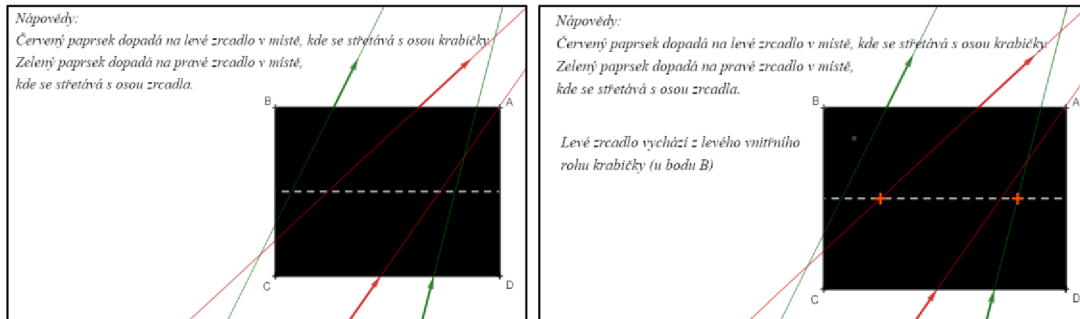 Nápovědy:
Červený paprsek dopadá na levé zrcadlo v místě, kde se střetává s osou krabičky.
Zelený paprsek dopadá na pravé zrcadlo v místě,
kde se střetává s osou zrcadla.
B
A
C
D
Nápovědy:
Červený paprsek dopadá na levé zrcadlo v místě, kde se střetává s osou krabičky.
Zelený paprsek dopadá na pravé zrcadlo v místě,
kde se střetává s osou zrcadla.
Levé zrcadlo vychází z levého vnitřního
rohu krabičky (u bodu B)
B
A
C
D